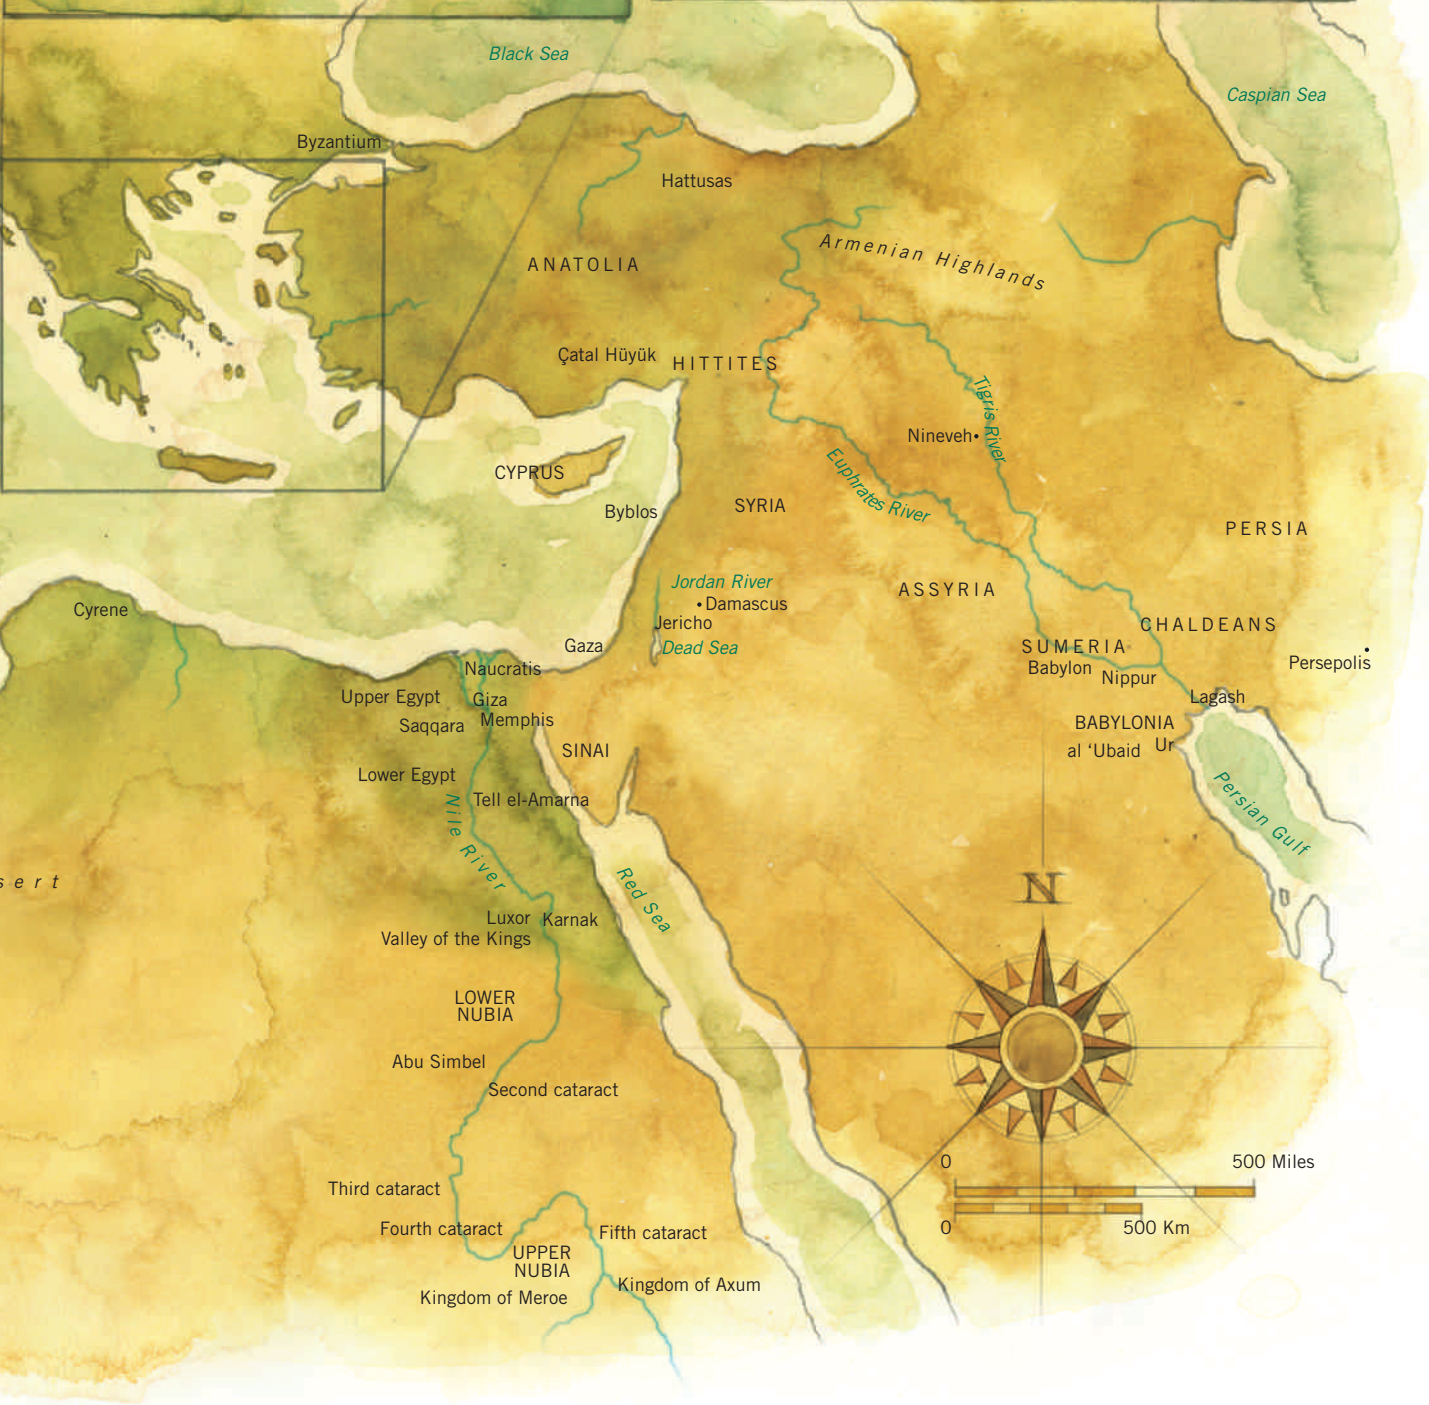 Black Sea
Caspian Sea
Byzantium
Hattusas
Armenian Highlands
ANATOLIA
Çatal Hüyük
HITTITES
Tigris River
Nineveh
CYPRUS
Euphrates River
Byblos
SYRIA
PERSIA
Jordan River
ASSYRIA
Damascus
Cyrene
Jericho
CHALDEANS
Gaza
Dead Sea
SUMERIA
Babylon
Nippur
Persepolis
Naucratis
Upper Egypt
Giza
Lagash
Saqqara
Memphis
BABYLONIA
SINAI
al ‘Ubaid
Ur
Lower Egypt
Tell el-Amarna
Nile River
Persian Gulf
sert
Red Sea
N
Luxor
Karnak
Valley of the Kings
LOWER
NUBIA
Abu Simbel
Second cataract
0
500 Miles
Third cataract
Fourth cataract
Fifth cataract
0
500 Km
UPPER
NUBIA
Kingdom of Axum
Kingdom of Meroe